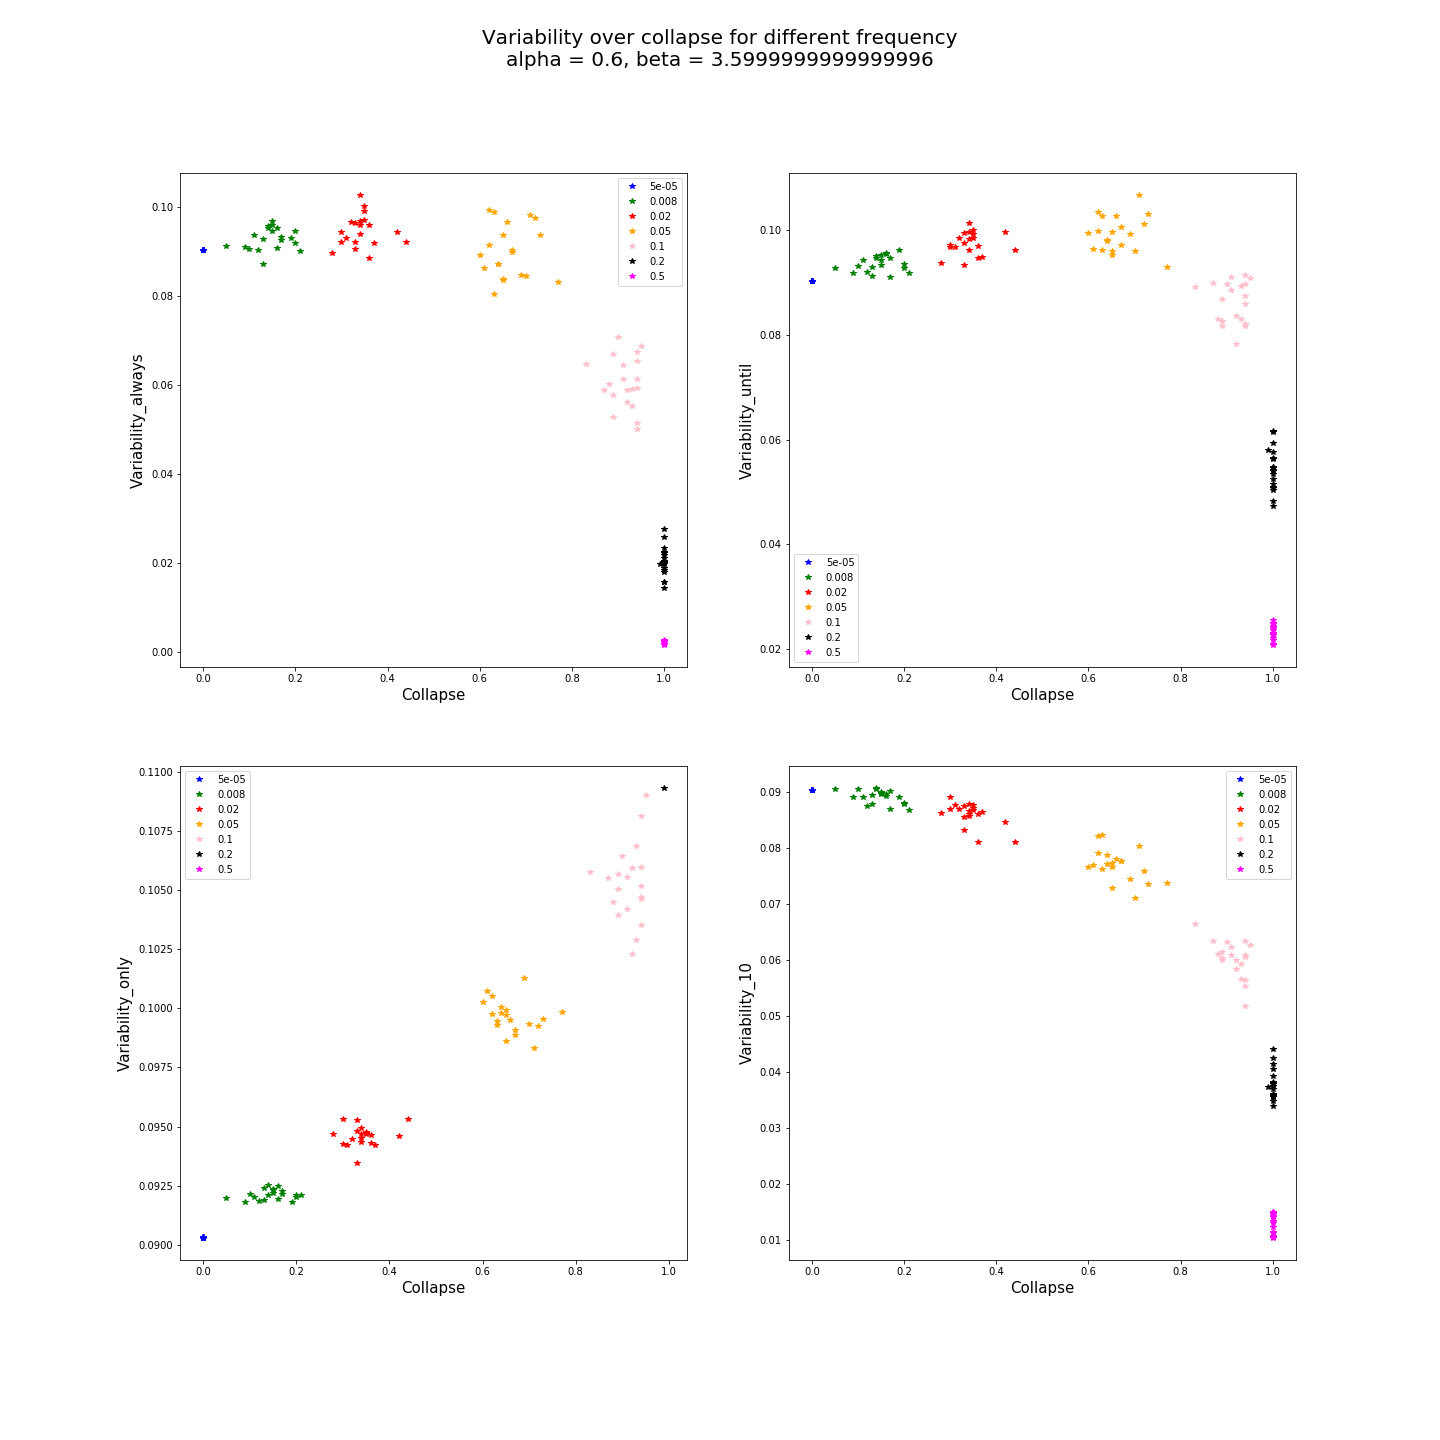 Variability over collapse for different frequency
alpha = 0.6, beta = 3.5999999999999996
0.10
0.08
0.06
0.04
0.02
0.00
Variability_always
5e-05
0.008
0.02
0.05
0.1
0.2
0.5
0.0 0.2 0.4 0.6 0.8 1.0
Collapse
0.10
0.08
0.06
0.04
0.02
Variability_until
5e-05
0.008
0.02
0.05
0.1
0.2
0.5
0.0 0.2 0.4 0.6 0.8 1.0
Collapse
0.1100
0.1075
0.1050
0.1025
0.1000
0.0975
0.0950
0.0925
0.0900
Variability_only
5e-05
0.008
0.02
0.05
0.1
0.2
0.5
0.0 0.2 0.4 0.6 0.8 1.0
Collapse
0.09
0.08
0.07
0.06
0.05
0.04
0.03
0.02
0.01
Variability_10
5e-05
0.008
0.02
0.05
0.1
0.2
0.5
0.0 0.2 0.4 0.6 0.8 1.0
Collapse